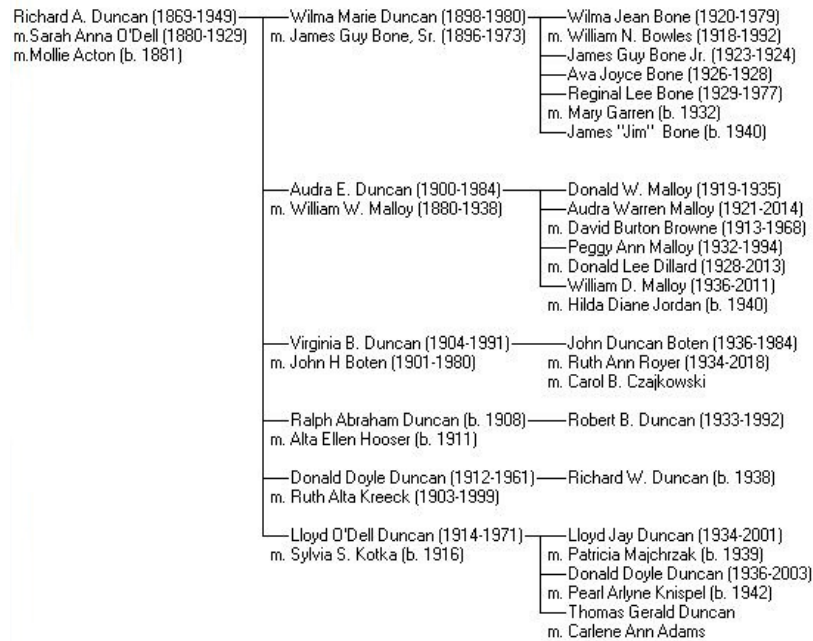 Richard A. Duncan (1869-1949)
m.Sarah Anna O'Dell (1880-1929)
m.Mollie Acton (b. 1881)
Wilma Marie Duncan (1898-1980)
m. James Guy Bone, Sr. (1896-1973)
Wilma Jean Bone (1920-1979)
m. William N. Bowles (1918-1992)
James Guy Bone Jr. (1923-1924)
Ava Joyce Bone (1926-1928)
Reginal Lee Bone (1929-1977)
m. Mary Garren (b. 1932)
James "Jim" Bone (b. 1940)
Audra E. Duncan (1900-1984)
m. William W. Malloy (1880-1938)
Donald W. Malloy (1919-1935)
Audra Warren Malloy (1921-2014)
m. David Burton Browne (1913-1968)
Peggy Ann Malloy (1932-1994)
m. Donald Lee Dillard (1928-2013)
William D. Malloy (1936-2011)
m. Hilda Diane Jordan (b. 1940)
Virginia B. Duncan (1904-1991)
m. John H Boten (1901-1980)
John Duncan Boten (1936-1984)
m. Ruth Ann Royer (1934-2018)
m. Carol B. Czajkowski
Ralph Abraham Duncan (b. 1908)
m. Alta Ellen Hooser (b. 1911)
Robert B. Duncan (1933-1992)
Donald Doyle Duncan (1912-1961)
m. Ruth Alta Kreeck (1903-1999)
Richard W. Duncan (b. 1938)
Lloyd O'Dell Duncan (1914-1971)
m. Sylvia S. Kotka (b. 1916)
Lloyd Jay Duncan (1934-2001)
m. Patricia Majchrzak (b. 1939)
Donald Doyle Duncan (1936-2003)
m. Pearl Arlyne Knispel (b. 1942)
Thomas Gerald Duncan
m. Carlene Ann Adams